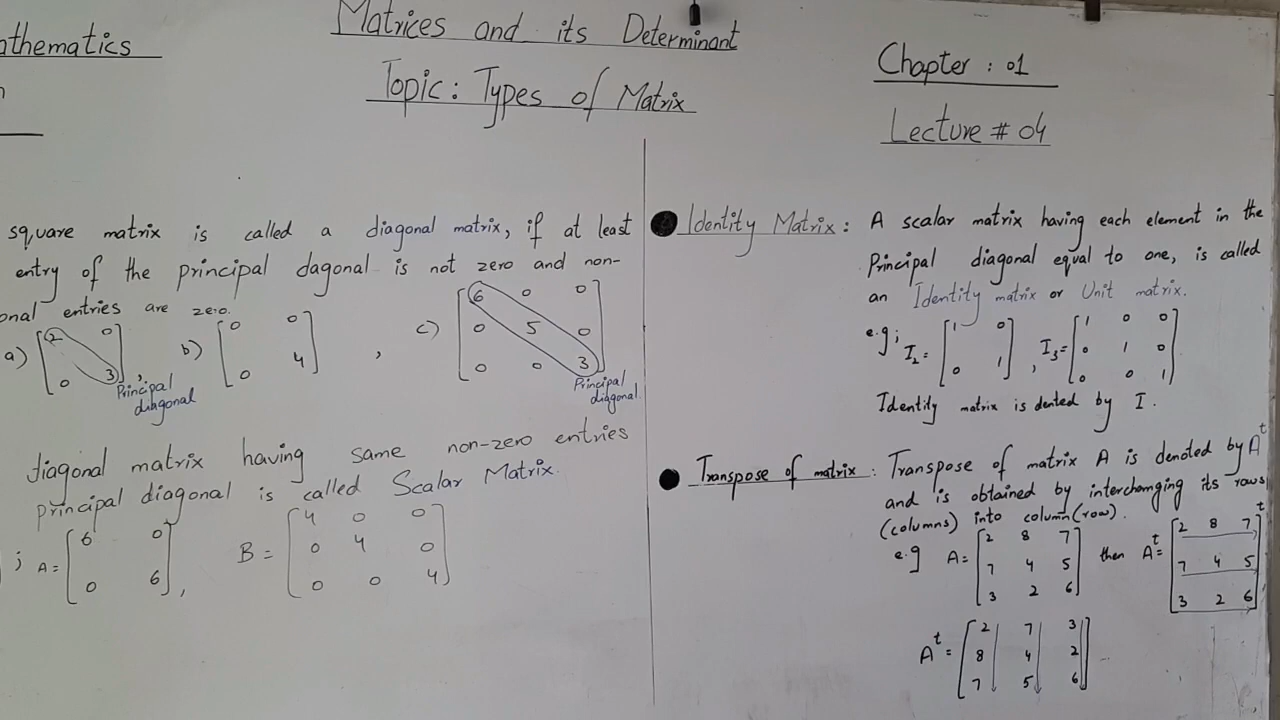 athematics
Matrices and its Determinant
Topic: Types of Matrix
Chapter : 01
Lecture # 04
square matrix is called a diagonal matrix, if at least
entry of the principal dagonal is not zero and non-
onal entries are zero.
a) [2 0
0 3],
Principal
diagonal
b) [0 0
0 4]
,
c) [6 0 0
0 5 0
0 0 3]
Principal
diagonal.
diagonal matrix having same non-zero entries
principal diagonal is called Scalar Matrix.
; A= [6 0
0 6],
B = [4 0 0
0 4 0
0 0 4]
Identity Matrix: A scalar matrix having each element in the
Principal diagonal equal to one, is called
an Identity matrix or Unit matrix.
e.g; I2= [1 0
0 1]
, I3= [1 0 0
0 1 0
0 0 1]
Identity matrix is dented by I.
Transpose of matrix: Transpose of matrix A is denoted by A^t
and is obtained by interchanging its rows
(columns) into column(row).
e.g A= [2 8 7
7 4 5
3 2 6]
then A^t= [2 8 7
7 4 5
3 2 6]^t
A^t = [2 7 3
8 4 2
7 5 6]